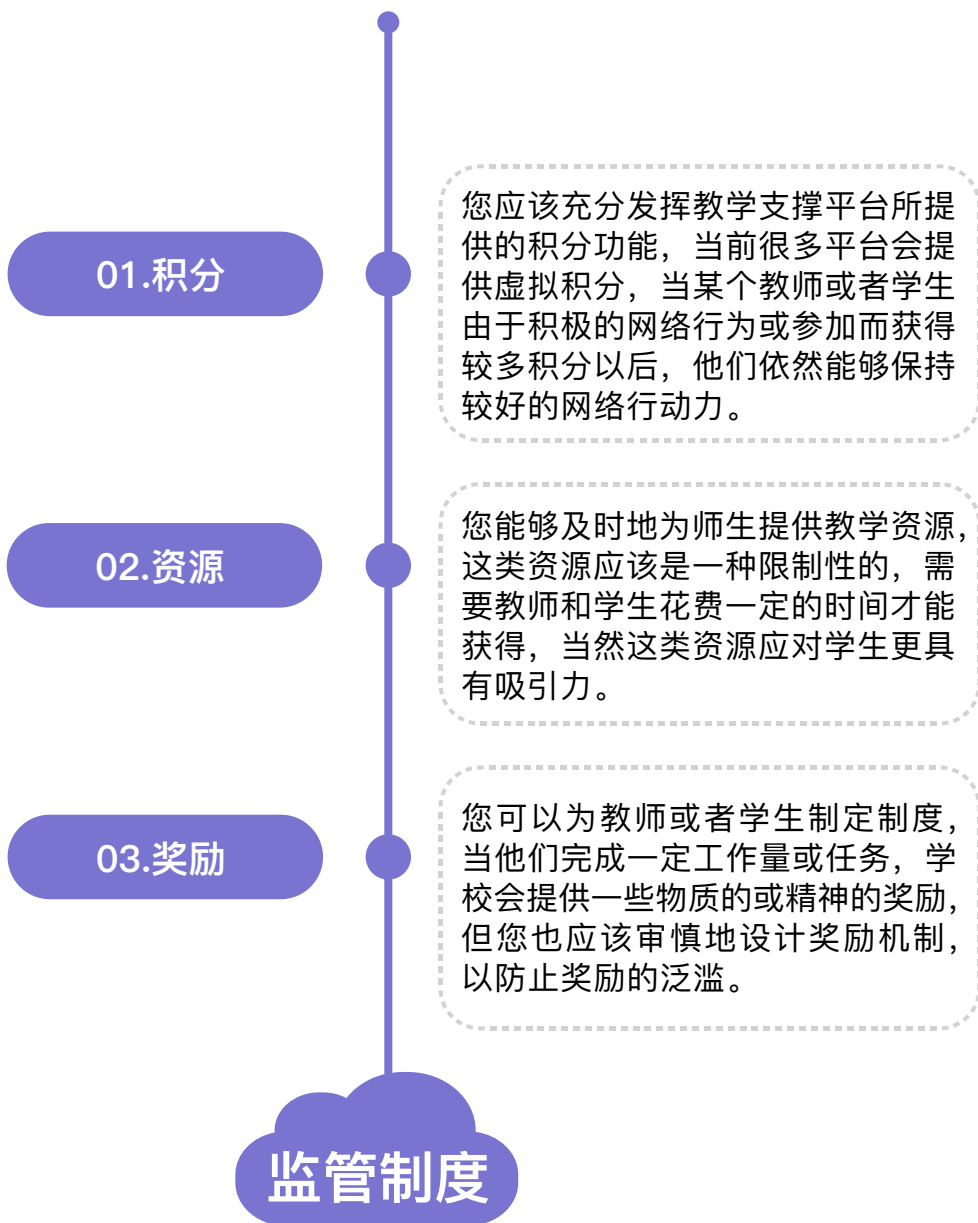 01.积分
您应该充分发挥教学支撑平台所提
供的积分功能，当前很多平台会提
供虚拟积分，当某个教师或者学生
由于积极的网络行为或参加而获得
较多积分以后，他们依然能够保持
较好的网络行动力。
02.资源
您能够及时地为师生提供教学资源，
这类资源应该是一种限制性的，需
要教师和学生花费一定的时间才能
获得，当然这类资源应对学生更具
有吸引力。
03.奖励
您可以为教师或者学生制定制度，
当他们完成一定工作量或任务，学
校会提供一些物质的或精神的奖励，
但您也应该审慎地设计奖励机制，
以防止奖励的泛滥。
监管制度